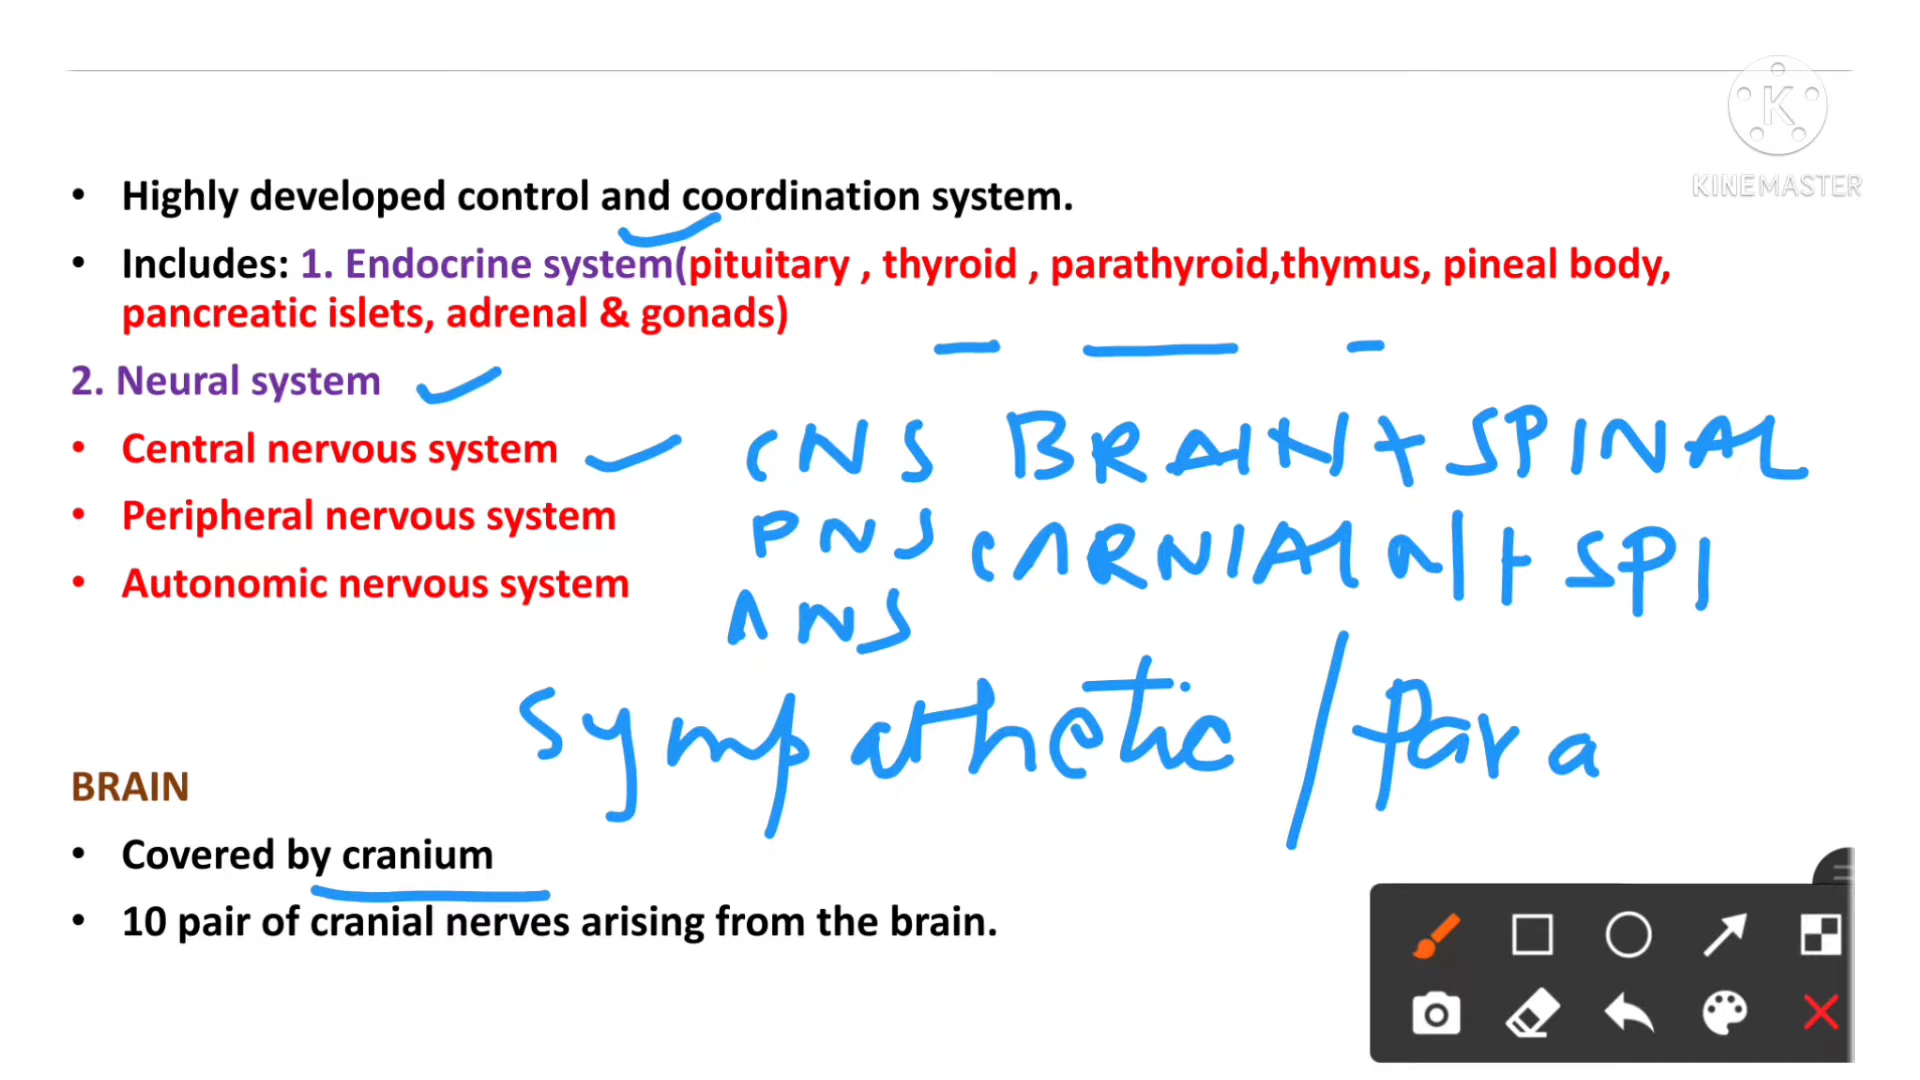 KINEMASTER
• Highly developed control and coordination system.
• Includes: 1. Endocrine system(pituitary , thyroid , parathyroid,thymus, pineal body,
pancreatic islets, adrenal & gonads)
2. Neural system
• Central nervous system
CNS BRAIN + SPINAL
• Peripheral nervous system
PNS CARNIAL n/ + SPI
• Autonomic nervous system
ANS
Sympathetic / Para
BRAIN
• Covered by cranium
• 10 pair of cranial nerves arising from the brain.